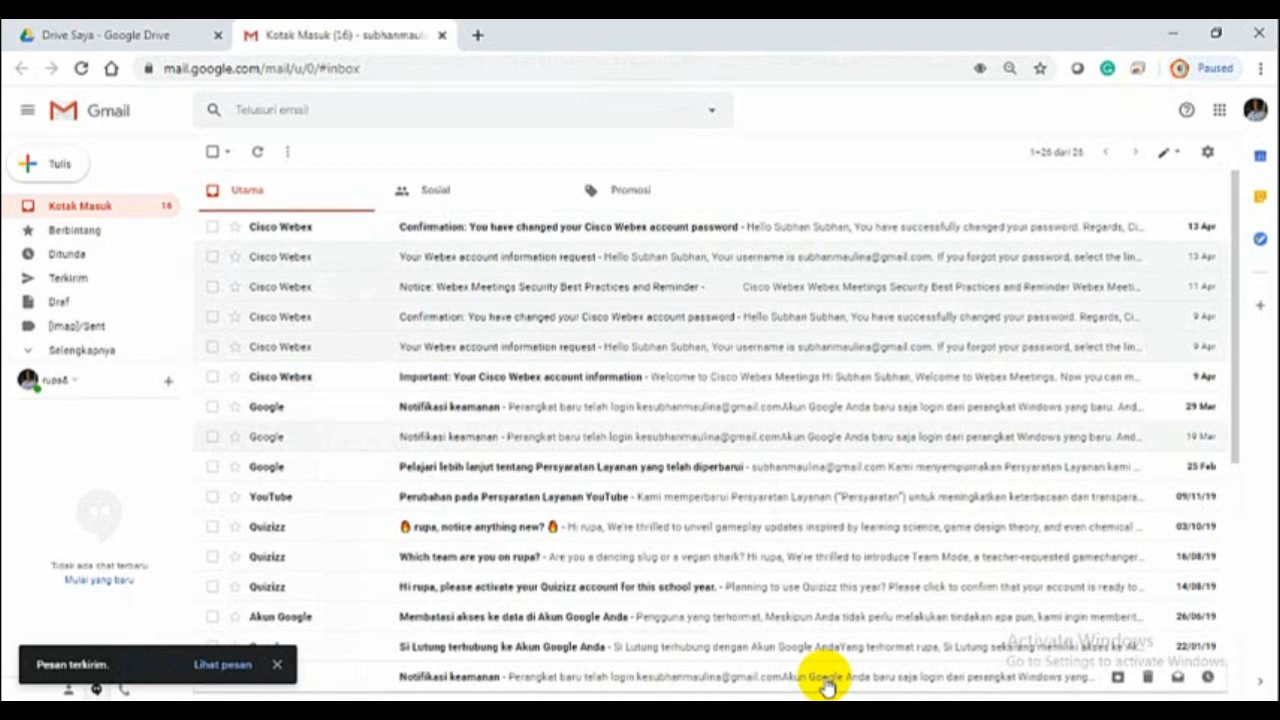 Drive Saya - Google Drive
Kotak Masuk (16) - subhanmauli
mail.google.com/mail/u/0/#inbox
Paused
Gmail
Telusuri email
Tulis
1–26 dari 26
Utama
Sosial
Promosi
Kotak Masuk 16
Berbintang
Ditunda
Terkirim
Draf
[Imap]/Sent
Selengkapnya
rupa&
Cisco Webex Confirmation: You have changed your Cisco Webex account password - Hello Subhan Subhan, You have successfully changed your password. Regards, Ci... 13 Apr
Cisco Webex Your Webex account information request - Hello Subhan Subhan, Your username is subhanmaulina@gmail.com. If you forgot your password, select the lin... 13 Apr
Cisco Webex Notice: Webex Meetings Security Best Practices and Reminder - Cisco Webex Webex Meetings Security Best Practices and Reminder Webex Meeti... 11 Apr
Cisco Webex Confirmation: You have changed your Cisco Webex account password - Hello Subhan Subhan, You have successfully changed your password. Regards, Ci... 9 Apr
Cisco Webex Your Webex account information request - Hello Subhan Subhan, Your username is subhanmaulina@gmail.com. If you forgot your password, select the lin... 9 Apr
Cisco Webex Important: Your Cisco Webex account information - Welcome to Cisco Webex Meetings Hi Subhan Subhan, Welcome to Webex Meetings. Now you can m... 9 Apr
Google Notifikasi keamanan - Perangkat baru telah login kesubhanmaulina@gmail.comAkun Google Anda baru saja login dari perangkat Windows yang baru. And... 29 Mar
Google Notifikasi keamanan - Perangkat baru telah login kesubhanmaulina@gmail.comAkun Google Anda baru saja login dari perangkat Windows yang baru. And... 19 Mar
Google Pelajari lebih lanjut tentang Persyaratan Layanan yang telah diperbarui - subhanmaulina@gmail.com Kami menyempurnakan Persyaratan Layanan kami ... 25 Feb
YouTube Perubahan pada Persyaratan Layanan YouTube - Kami memperbarui Persyaratan Layanan ("Persyaratan") untuk meningkatkan keterbacaan dan transpara... 09/11/19
Quizizz 🔥 rupa, notice anything new? 🔥 - Hi rupa, We're thrilled to unveil gameplay updates inspired by learning science, game design theory, and even chemical ... 03/10/19
Quizizz Which team are you on rupa? - Are you a dancing slug or a vegan shark? Hi rupa, We're thrilled to introduce Team Mode, a teacher-requested gamechanger... 16/08/19
Quizizz Hi rupa, please activate your Quizizz account for this school year. - Planning to use Quizizz this year? Please click to confirm that your account is ready to... 14/08/19
Akun Google Membatasi akses ke data di Akun Google Anda - Pengguna yang terhormat, Meskipun Anda tidak perlu melakukan tindakan apa pun, kami ingin memberit... 26/06/19
Si Lutung terhubung ke Akun Google Anda - Si Lutung terhubung dengan Akun Google AndaYang terhormat rupa, Si Lutung sekarang memiliki akses ke 22/01/19
Notifikasi keamanan - Perangkat baru telah login kesubhanmaulina@gmail.comAkun Google Anda baru saja login dari perangkat Windows yang...
Tidak ada chat terbaru
Mulai yang baru
Pesan terkirim. Lihat pesan
Activate Windows
Go to Settings to activate Windows.